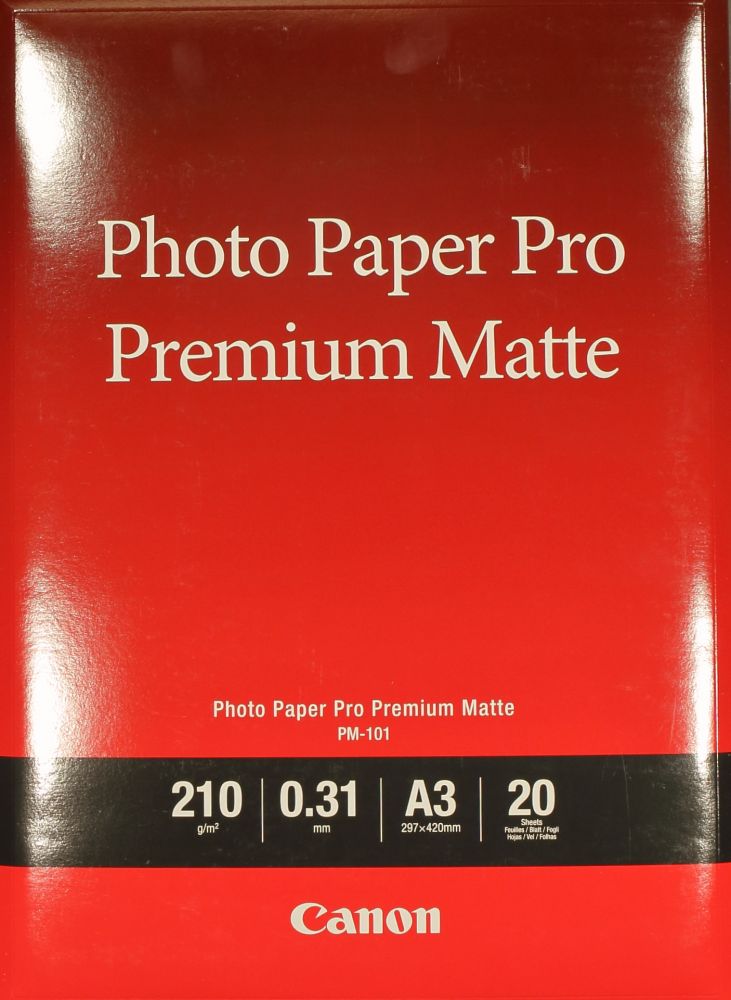 Photo Paper Pro
Premium Matte
Photo Paper Pro Premium Matte
PM-101
210 0.31 A3 20
g/m² mm 297×420mm Sheets
Feuilles / Blatt / Fogli
Hojas / Vel / Folhas
Canon